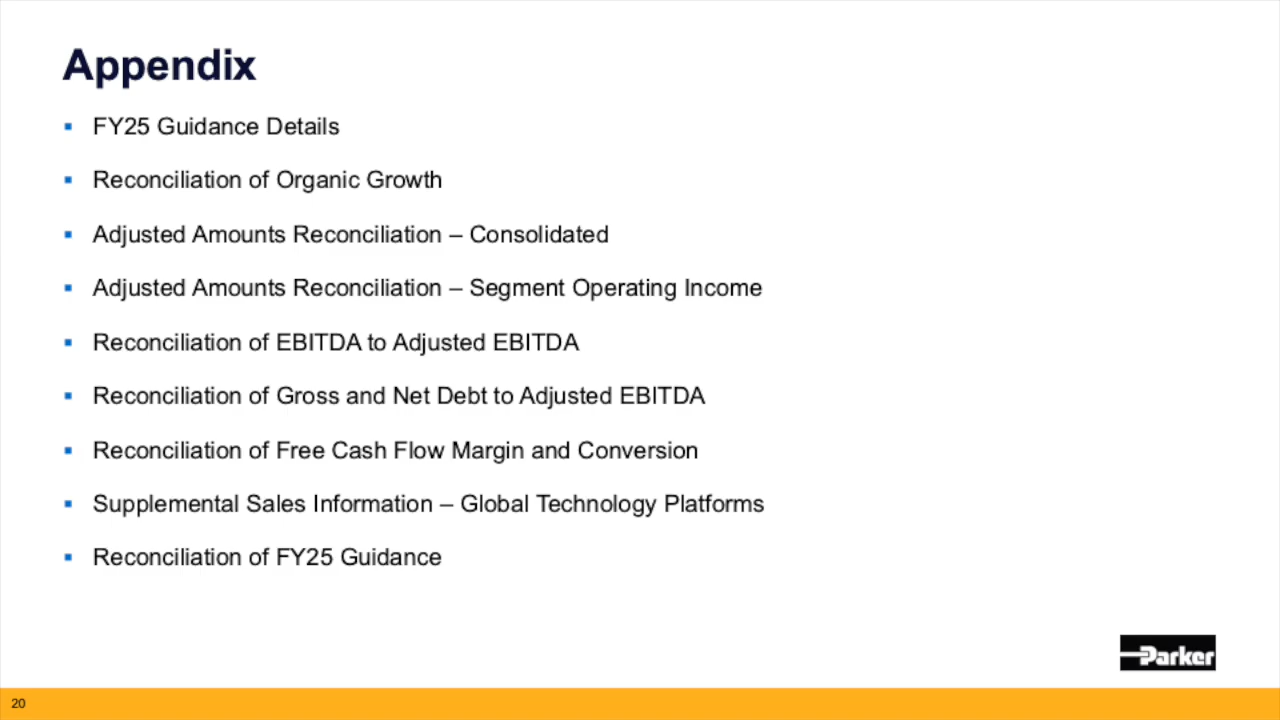 Appendix
▪ FY25 Guidance Details
▪ Reconciliation of Organic Growth
▪ Adjusted Amounts Reconciliation – Consolidated
▪ Adjusted Amounts Reconciliation – Segment Operating Income
▪ Reconciliation of EBITDA to Adjusted EBITDA
▪ Reconciliation of Gross and Net Debt to Adjusted EBITDA
▪ Reconciliation of Free Cash Flow Margin and Conversion
▪ Supplemental Sales Information – Global Technology Platforms
▪ Reconciliation of FY25 Guidance
Parker
20